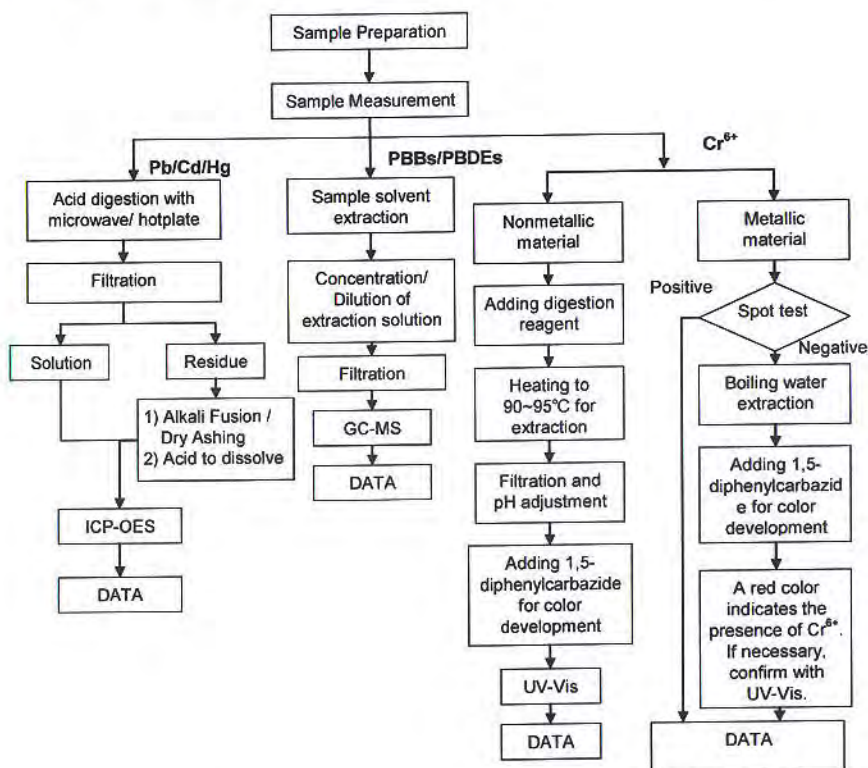 Sample Preparation
Sample Measurement
Pb/Cd/Hg
PBBs/PBDEs
Cr⁶⁺
Acid digestion with
microwave/ hotplate
Filtration
Solution
Residue
1) Alkali Fusion /
Dry Ashing
2) Acid to dissolve
ICP-OES
DATA
Sample solvent
extraction
Concentration/
Dilution of
extraction solution
Filtration
GC-MS
DATA
Nonmetallic
material
Adding digestion
reagent
Heating to
90~95℃ for
extraction
Filtration and
pH adjustment
Adding 1,5-
diphenylcarbazide
for color
development
UV-Vis
DATA
Metallic
material
Positive
Spot test
Negative
Boiling water
extraction
Adding 1,5-
diphenylcarbazid
e for color
development
A red color
indicates the
presence of Cr⁶⁺.
If necessary,
confirm with
UV-Vis.
DATA